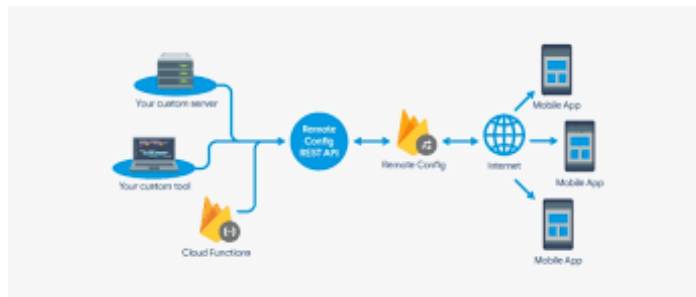 Your custom server
Your custom tool
Cloud Functions
Remote
Config
REST API
Remote Config
Internet
Mobile App
Mobile App
Mobile App